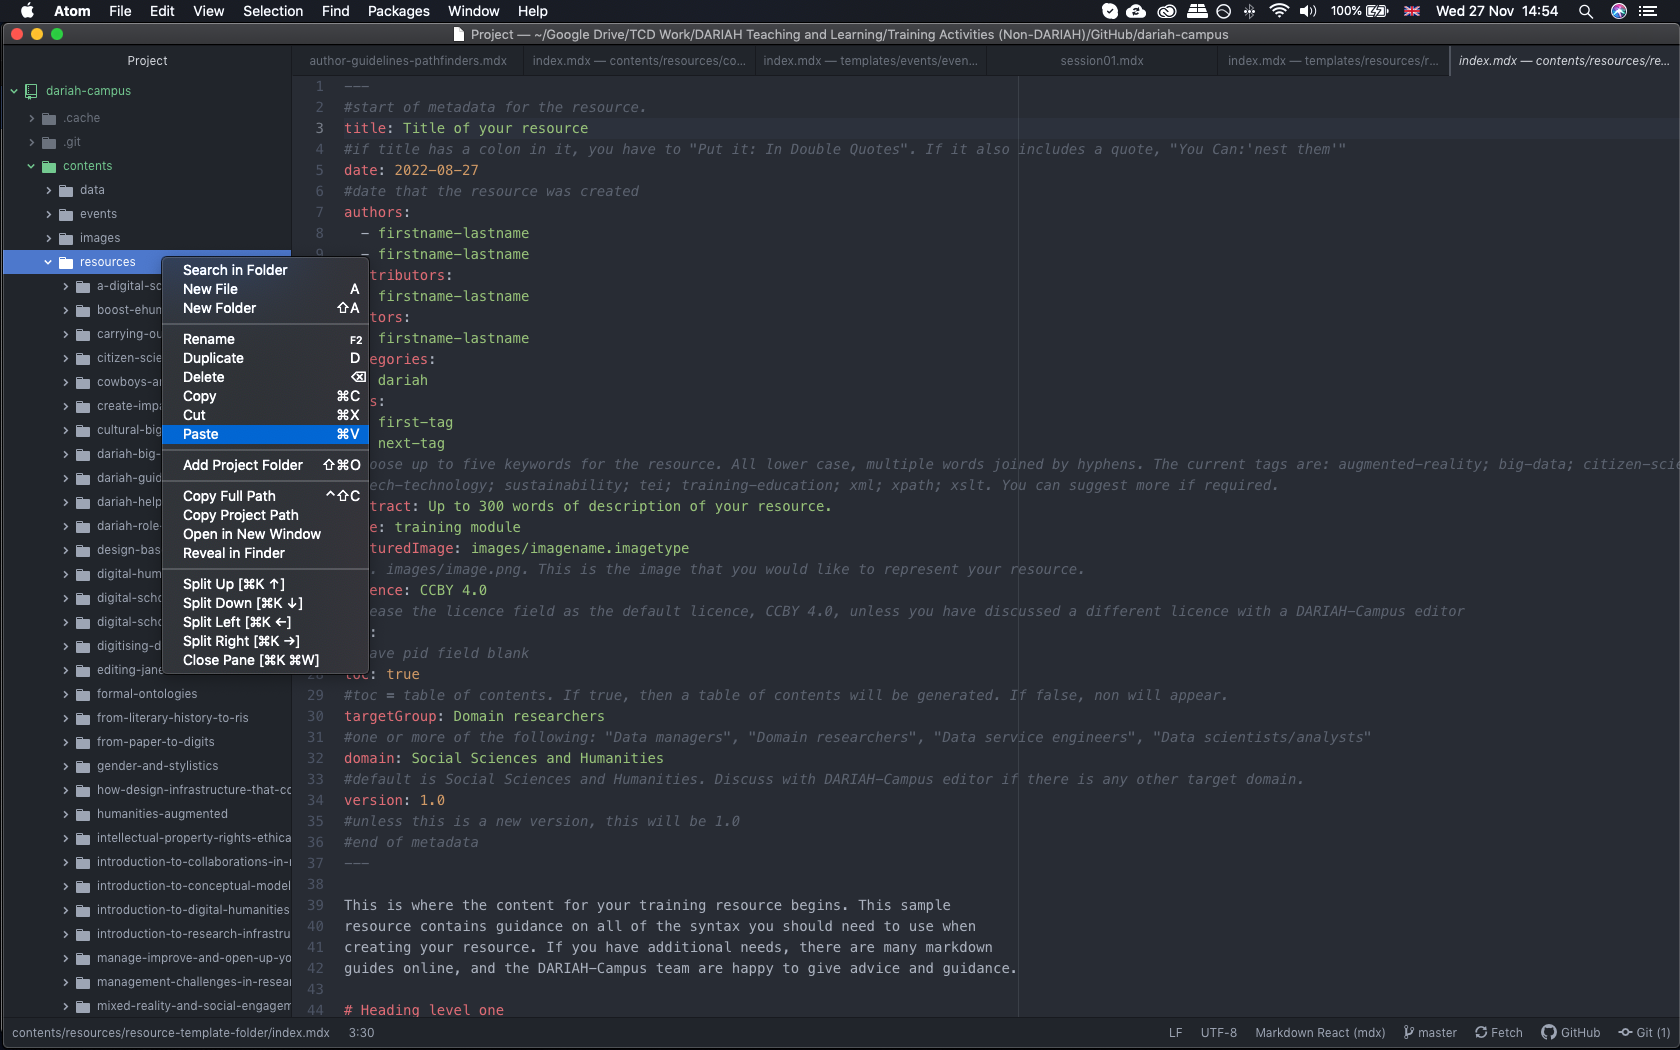 Atom File Edit View Selection Find Packages Window Help 100% Wed 27 Nov 14:54
Project — ~/Google Drive/TCD Work/DARIAH Teaching and Learning/Training Activities (Non-DARIAH)/GitHub/dariah-campus
Project
author-guidelines-pathfinders.mdx
index.mdx — contents/resources/co...
index.mdx — templates/events/even...
session01.mdx
index.mdx — templates/resources/r...
index.mdx — contents/resources/re...
dariah-campus
.cache
.git
contents
data
events
images
resources
a-digital-sc
boost-ehun
carrying-ou
citizen-scie
cowboys-ar
create-impa
cultural-big
dariah-big-
dariah-guid
dariah-help
dariah-role-
design-bas
digital-hum
digital-scho
digital-scho
digitising-d
editing-jane
formal-ontologies
from-literary-history-to-ris
from-paper-to-digits
gender-and-stylistics
how-design-infrastructure-that-co
humanities-augmented
intellectual-property-rights-ethica
introduction-to-collaborations-in-r
introduction-to-conceptual-model
introduction-to-digital-humanities
introduction-to-research-infrastru
manage-improve-and-open-up-yo
management-challenges-in-resear
mixed-reality-and-social-engagem
Search in Folder
New File A
New Folder ⇧A
Rename F2
Duplicate D
Delete ⌫
Copy ⌘C
Cut ⌘X
Paste ⌘V
Add Project Folder ⇧⌘O
Copy Full Path ^⇧C
Copy Project Path
Open in New Window
Reveal in Finder
Split Up [⌘K ↑]
Split Down [⌘K ↓]
Split Left [⌘K ←]
Split Right [⌘K →]
Close Pane [⌘K ⌘W]
1 ---
2 #start of metadata for the resource.
3 title: Title of your resource
4 #if title has a colon in it, you have to "Put it: In Double Quotes". If it also includes a quote, "You Can:'nest them'"
5 date: 2022-08-27
6 #date that the resource was created
7 authors:
8 - firstname-lastname
9 - firstname-lastname
tributors:
firstname-lastname
tors:
firstname-lastname
egories:
dariah
s:
first-tag
next-tag
oose up to five keywords for the resource. All lower case, multiple words joined by hyphens. The current tags are: augmented-reality; big-data; citizen-scie
ech-technology; sustainability; tei; training-education; xml; xpath; xslt. You can suggest more if required.
tract: Up to 300 words of description of your resource.
e: training module
turedImage: images/imagename.imagetype
. images/image.png. This is the image that you would like to represent your resource.
ence: CCBY 4.0
ease the licence field as the default licence, CCBY 4.0, unless you have discussed a different licence with a DARIAH-Campus editor
:
ave pid field blank
28 toc: true
29 #toc = table of contents. If true, then a table of contents will be generated. If false, non will appear.
30 targetGroup: Domain researchers
31 #one or more of the following: "Data managers", "Domain researchers", "Data service engineers", "Data scientists/analysts"
32 domain: Social Sciences and Humanities
33 #default is Social Sciences and Humanities. Discuss with DARIAH-Campus editor if there is any other target domain.
34 version: 1.0
35 #unless this is a new version, this will be 1.0
36 #end of metadata
37 ---
38
39 This is where the content for your training resource begins. This sample
40 resource contains guidance on all of the syntax you should need to use when
41 creating your resource. If you have additional needs, there are many markdown
42 guides online, and the DARIAH-Campus team are happy to give advice and guidance.
43
44 # Heading level one
contents/resources/resource-template-folder/index.mdx 3:30 LF UTF-8 Markdown React (mdx) master Fetch GitHub Git (1)